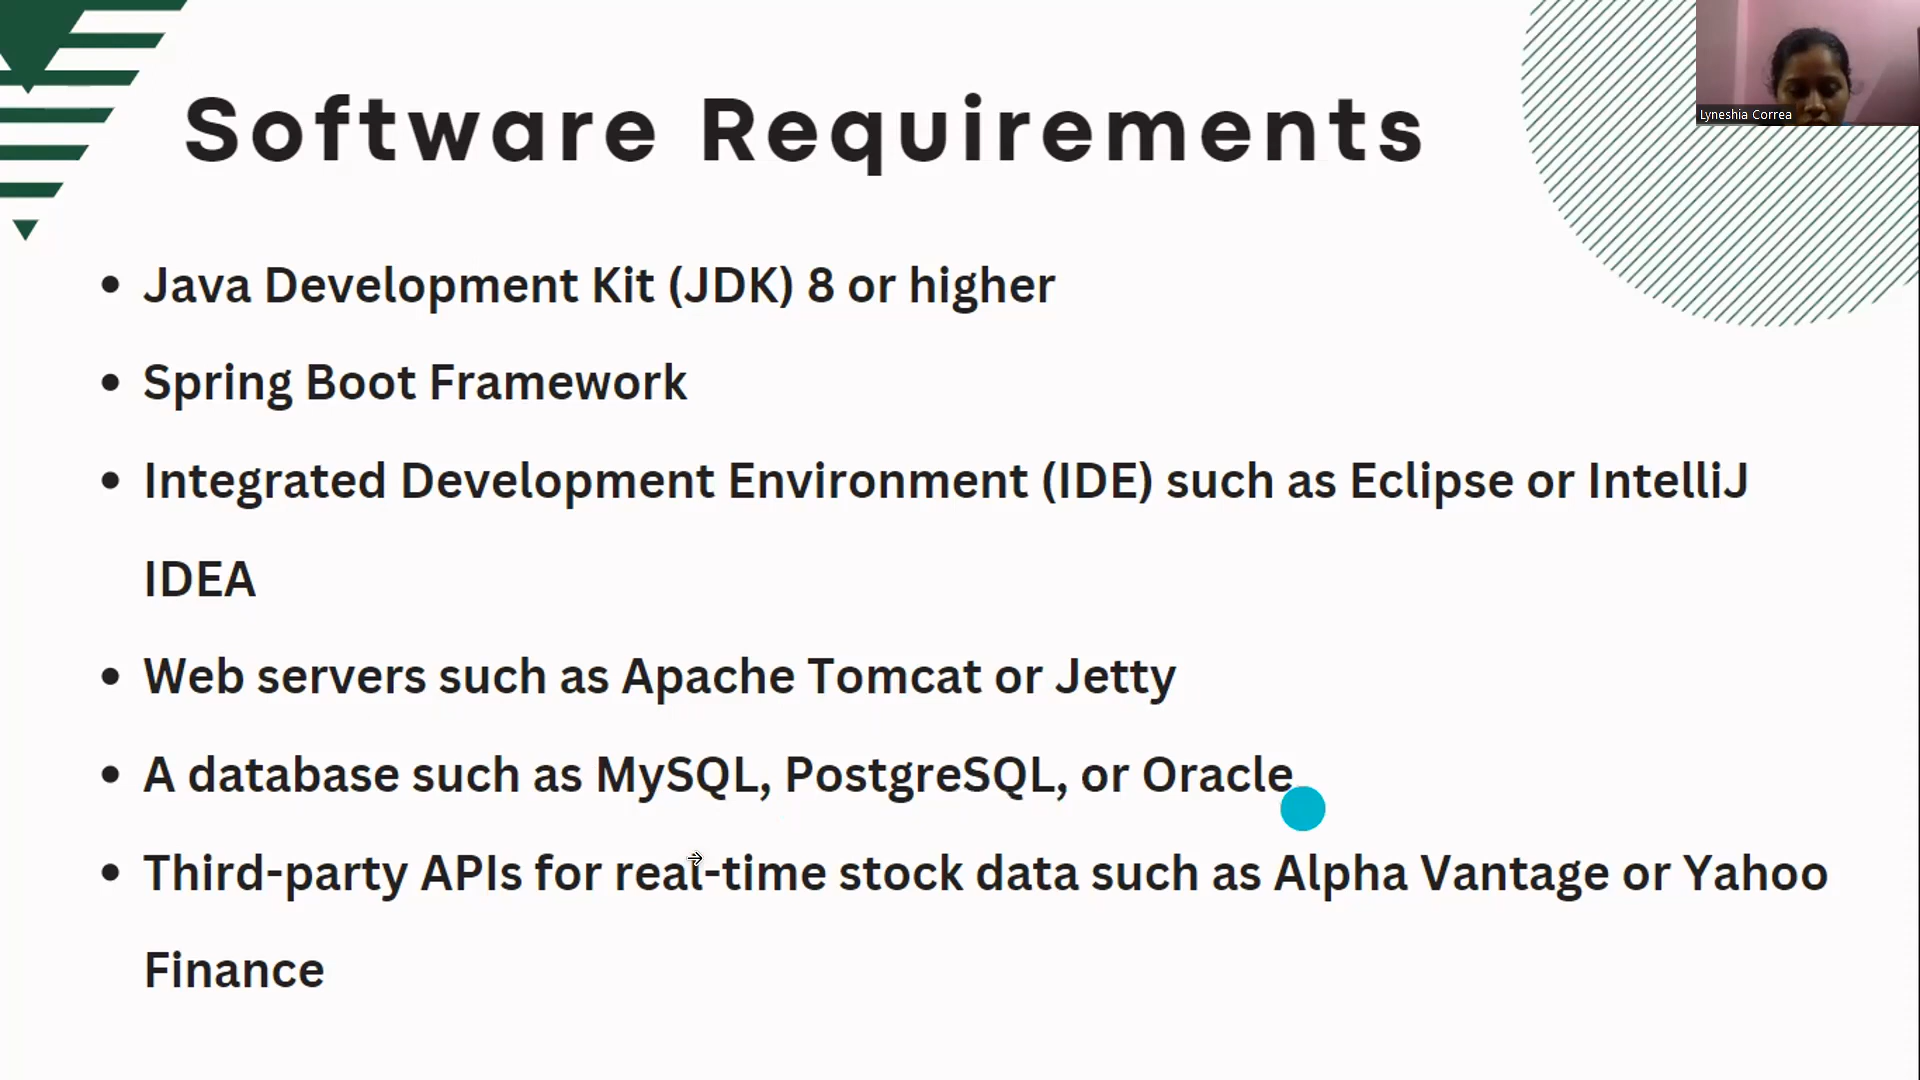 Lyneshia Correa
Software Requirements
• Java Development Kit (JDK) 8 or higher
• Spring Boot Framework
• Integrated Development Environment (IDE) such as Eclipse or IntelliJ
IDEA
• Web servers such as Apache Tomcat or Jetty
• A database such as MySQL, PostgreSQL, or Oracle
• Third-party APIs for real-time stock data such as Alpha Vantage or Yahoo
Finance